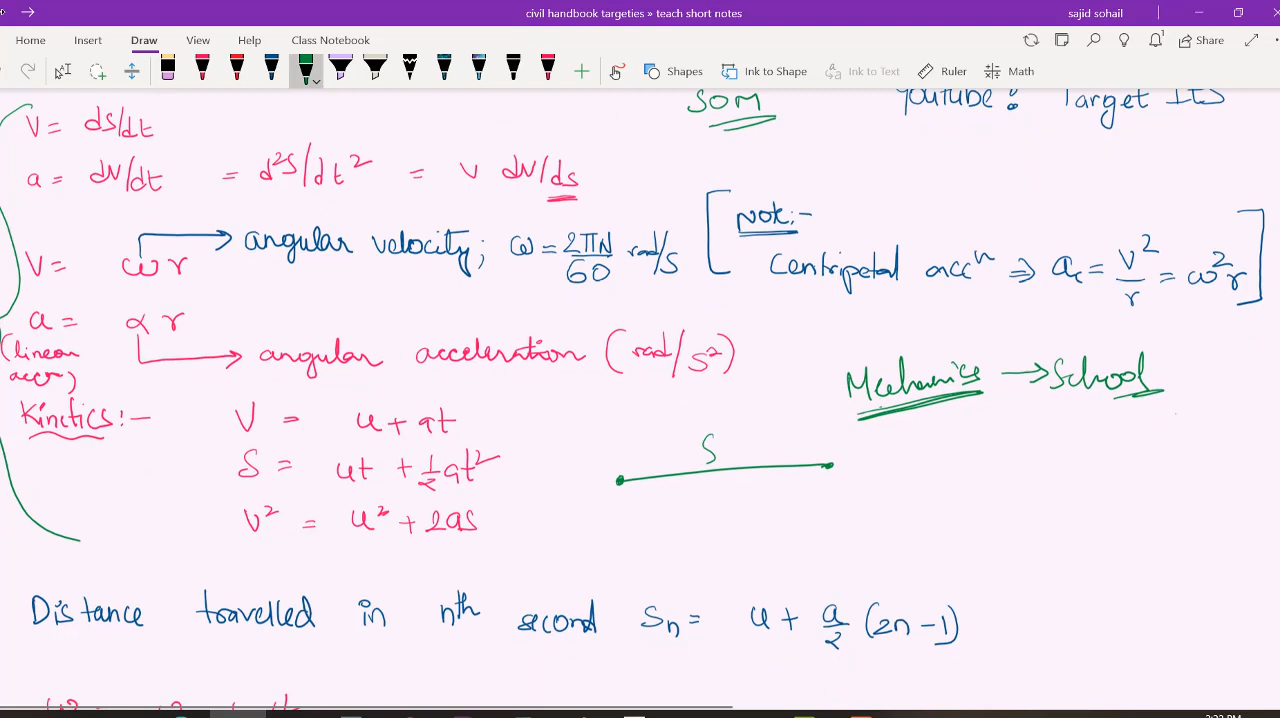 civil handbook targeties » teach short notes
sajid sohail
Home Insert Draw View Help Class Notebook
Share
Shapes Ink to Shape Ink to Text Ruler Math
SOM
Youtube: Target IES
V = ds/dt
a = dV/dt = d²s/dt² = v dV/ds
V = ωr → angular velocity; ω = 2πN/60 rad/s
[Note:-
Centripetal accⁿ ⇒ ac = v²/r = ω²r]
a = αr
(linear accⁿ)
→ angular acceleration (rad/s²)
Mechanics → School
Kinetics:- V = u + at
S = ut + 1/2 at²
S
V² = u² + 2as
Distance travelled in nth second Sn = u + a/2 (2n - 1)